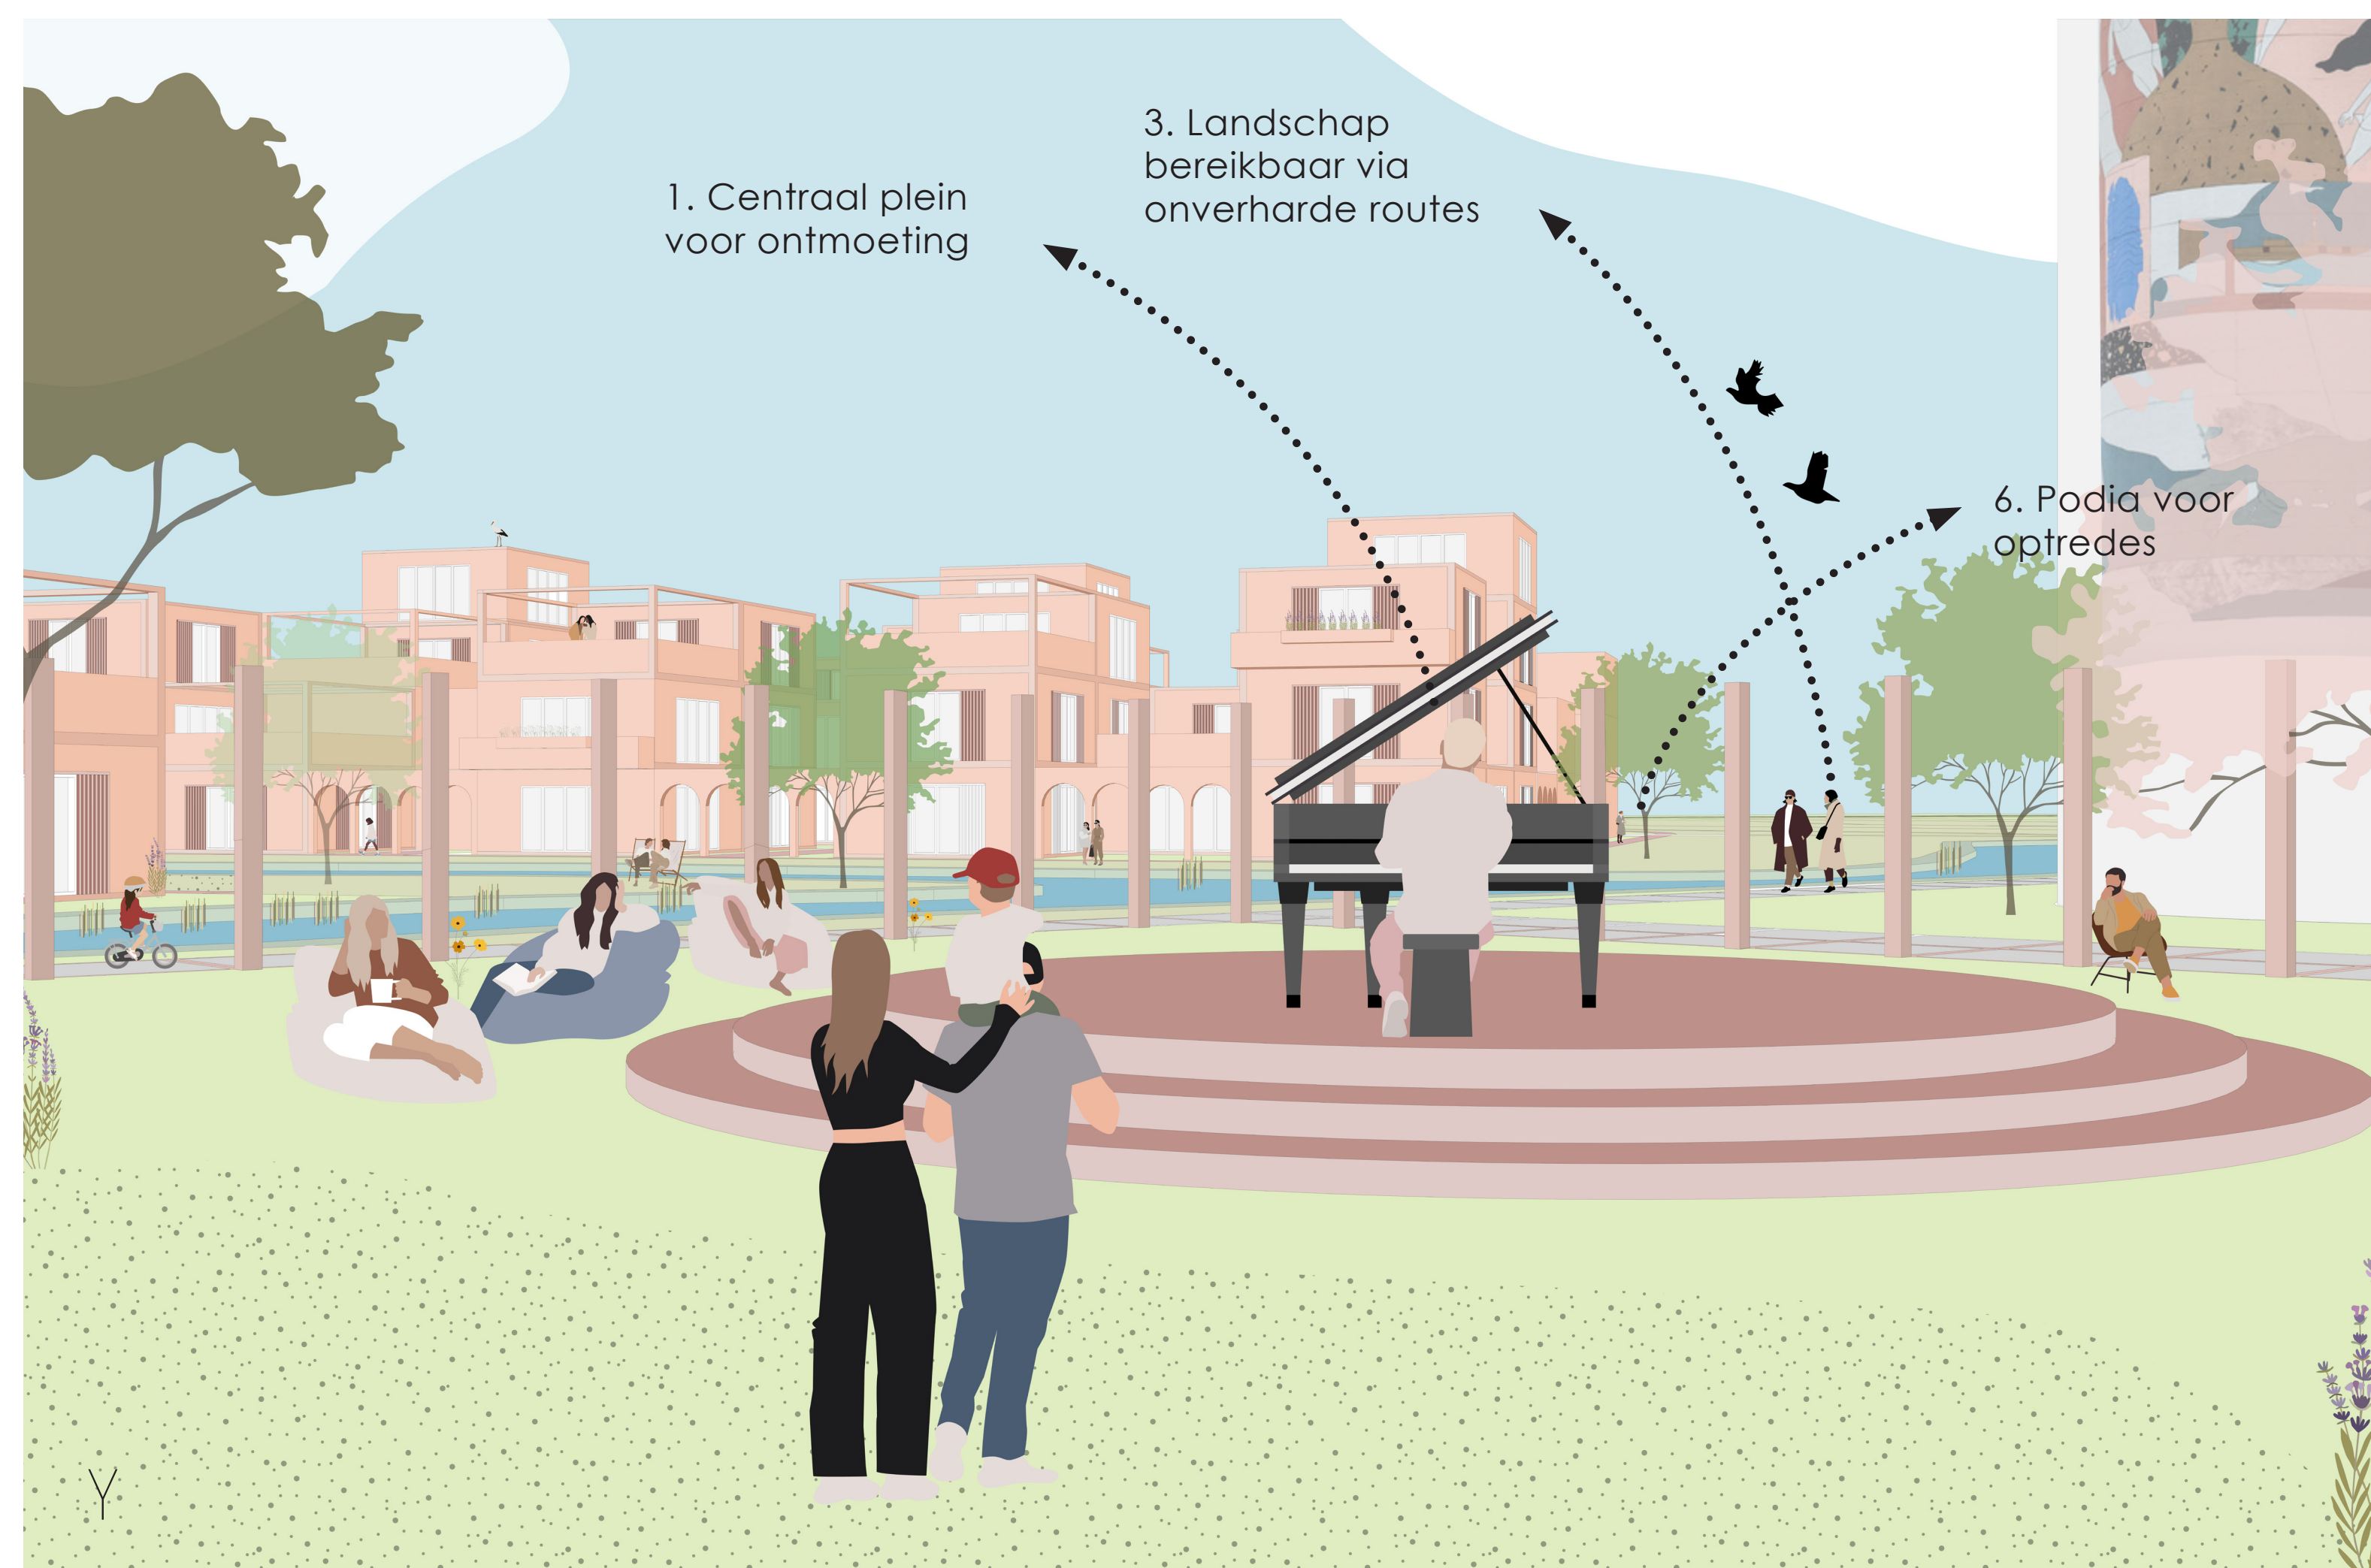 1. Centraal plein
voor ontmoeting
3. Landschap
bereikbaar via
onverharde routes
6. Podia voor
optredes
Y